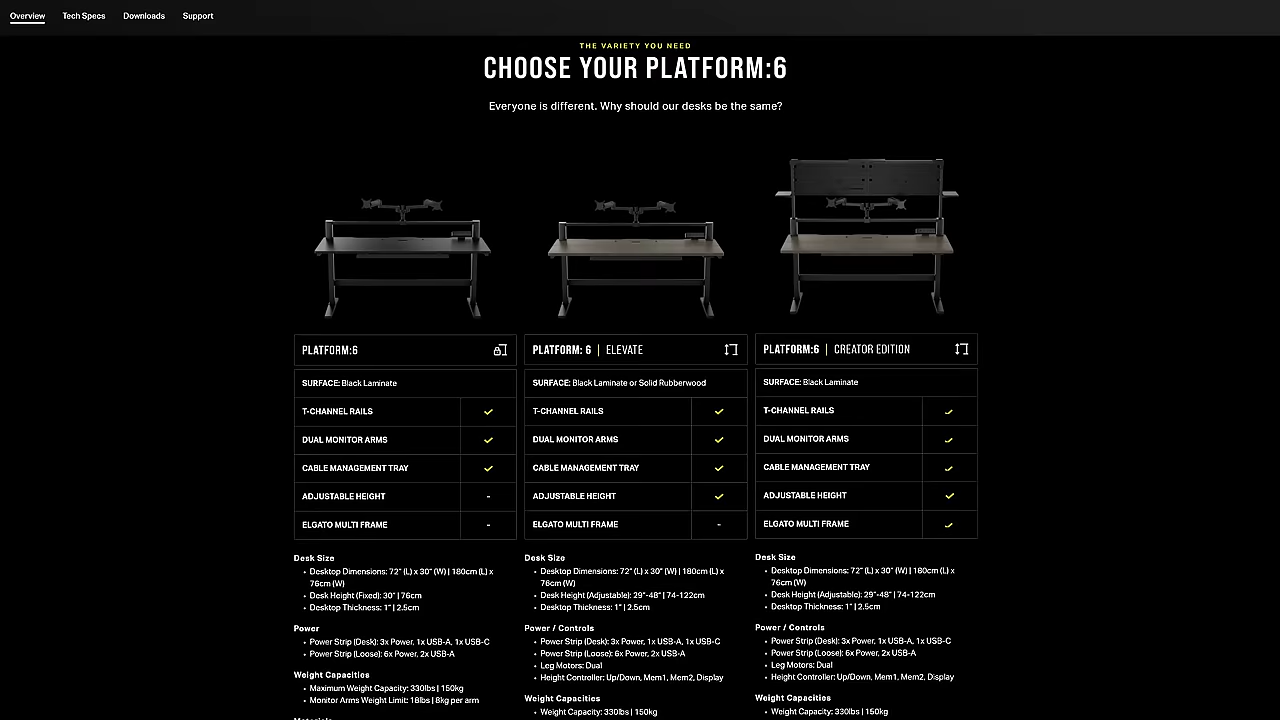 Overview Tech Specs Downloads Support
THE VARIETY YOU NEED
CHOOSE YOUR PLATFORM:6
Everyone is different. Why should our desks be the same?
PLATFORM:6
SURFACE: Black Laminate
T-CHANNEL RAILS
DUAL MONITOR ARMS
CABLE MANAGEMENT TRAY
ADJUSTABLE HEIGHT -
ELGATO MULTI FRAME -
Desk Size
• Desktop Dimensions: 72" (L) x 30" (W) | 180cm (L) x
76cm (W)
• Desk Height (Fixed): 30" | 76cm
• Desktop Thickness: 1" | 2.5cm
Power
• Power Strip (Desk): 3x Power, 1x USB-A, 1x USB-C
• Power Strip (Loose): 6x Power, 2x USB-A
Weight Capacities
• Maximum Weight Capacity: 330lbs | 150kg
• Monitor Arms Weight Limit: 18lbs | 8kg per arm
PLATFORM: 6 | ELEVATE
SURFACE: Black Laminate or Solid Rubberwood
T-CHANNEL RAILS
DUAL MONITOR ARMS
CABLE MANAGEMENT TRAY
ADJUSTABLE HEIGHT
ELGATO MULTI FRAME -
Desk Size
• Desktop Dimensions: 72" (L) x 30" (W) | 180cm (L) x
76cm (W)
• Desk Height (Adjustable): 29"-48" | 74-122cm
• Desktop Thickness: 1" | 2.5cm
Power / Controls
• Power Strip (Desk): 3x Power, 1x USB-A, 1x USB-C
• Power Strip (Loose): 6x Power, 2x USB-A
• Leg Motors: Dual
• Height Controller: Up/Down, Mem1, Mem2, Display
Weight Capacities
• Weight Capacity: 330lbs | 150kg
PLATFORM:6 | CREATOR EDITION
SURFACE: Black Laminate
T-CHANNEL RAILS
DUAL MONITOR ARMS
CABLE MANAGEMENT TRAY
ADJUSTABLE HEIGHT
ELGATO MULTI FRAME
Desk Size
• Desktop Dimensions: 72" (L) x 30" (W) | 180cm (L) x
76cm (W)
• Desk Height (Adjustable): 29"-48" | 74-122cm
• Desktop Thickness: 1" | 2.5cm
Power / Controls
• Power Strip (Desk): 3x Power, 1x USB-A, 1x USB-C
• Power Strip (Loose): 6x Power, 2x USB-A
• Leg Motors: Dual
• Height Controller: Up/Down, Mem1, Mem2, Display
Weight Capacities
• Weight Capacity: 330lbs | 150kg